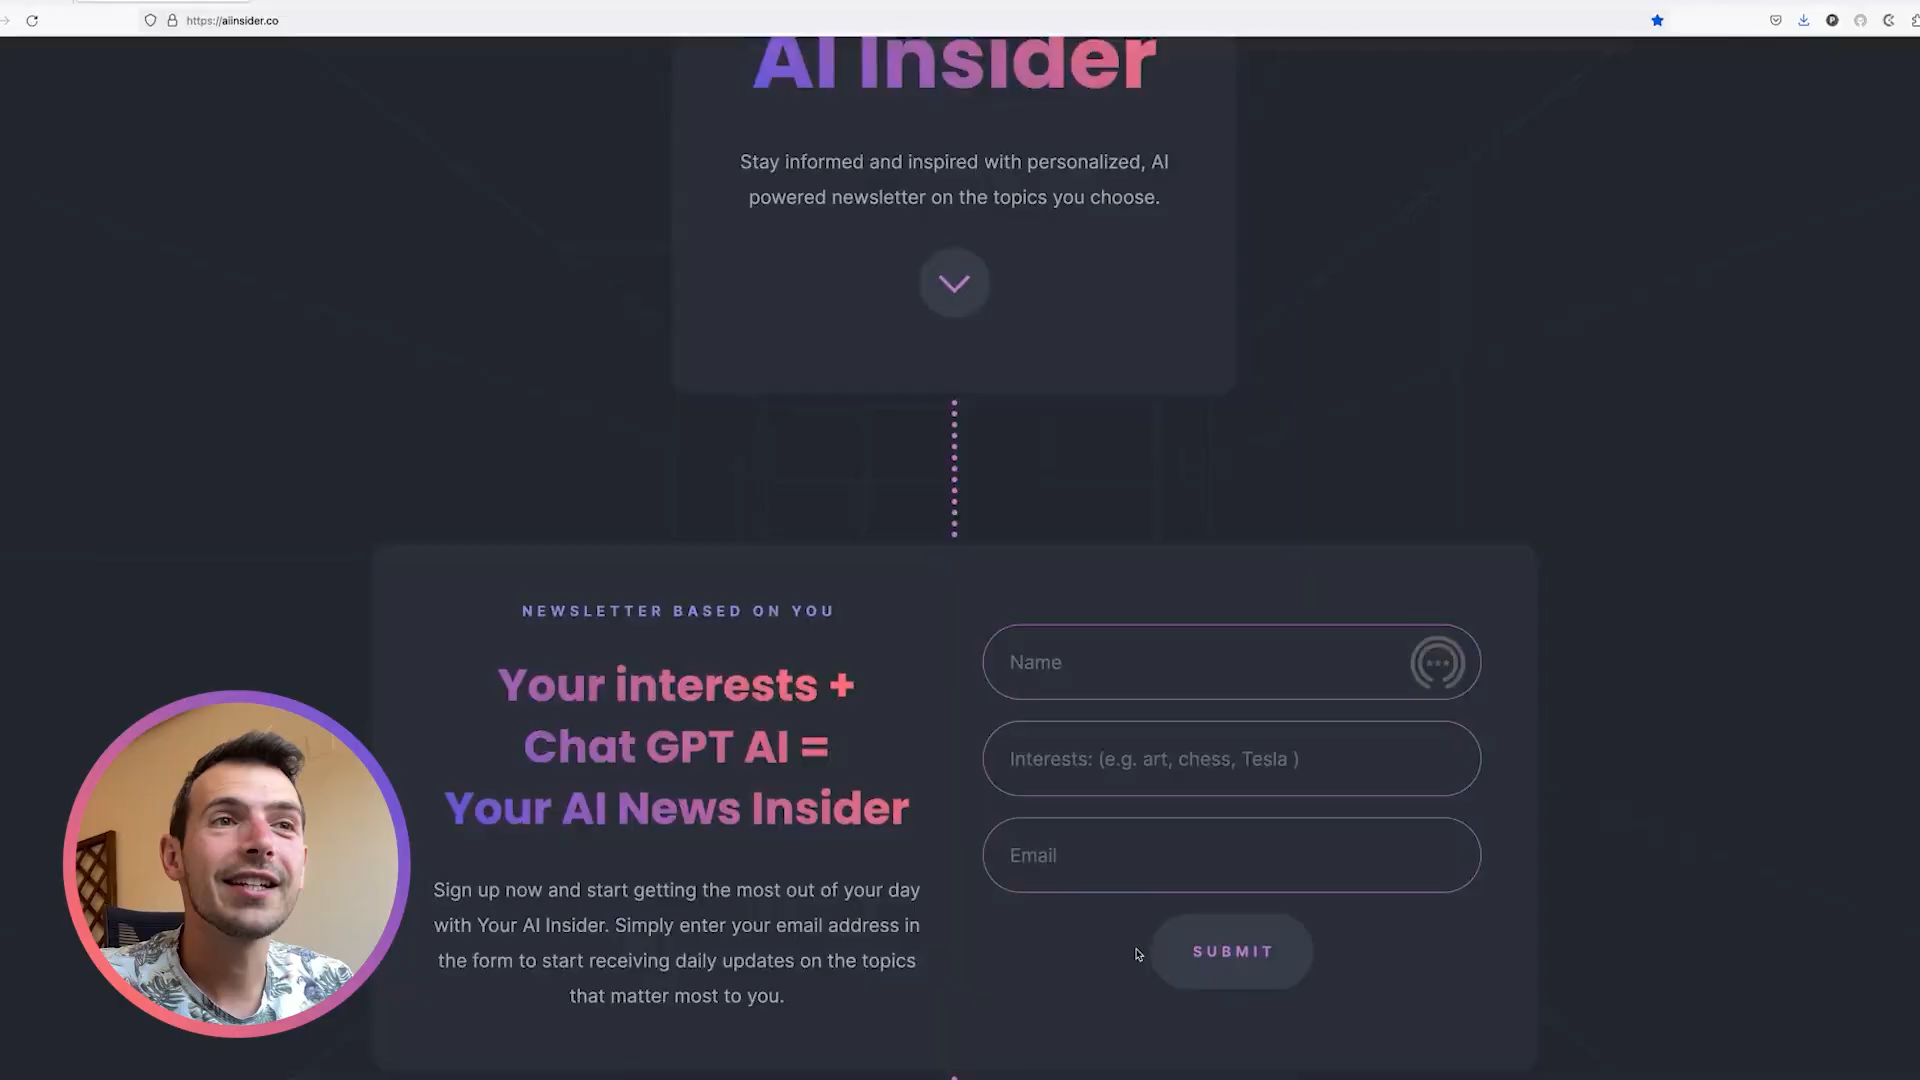 https://aiinsider.co
AI Insider
Stay informed and inspired with personalized, AI
powered newsletter on the topics you choose.
NEWSLETTER BASED ON YOU
Your interests +
Chat GPT AI =
Your AI News Insider
Sign up now and start getting the most out of your day
with Your AI Insider. Simply enter your email address in
the form to start receiving daily updates on the topics
that matter most to you.
Name
Interests: (e.g. art, chess, Tesla )
Email
SUBMIT